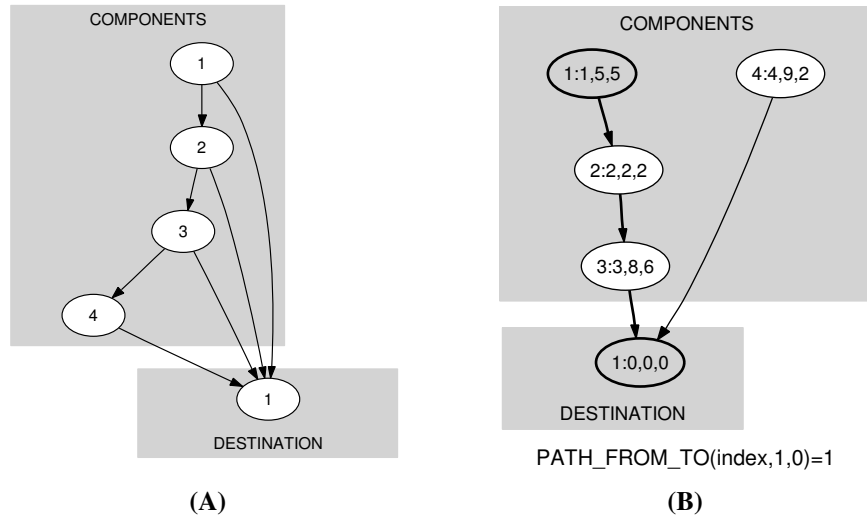 COMPONENTS
1
2
3
4
1
DESTINATION
(A)
COMPONENTS
1:1,5,5
4:4,9,2
2:2,2,2
3:3,8,6
1:0,0,0
DESTINATION
PATH_FROM_TO(index,1,0)=1
(B)